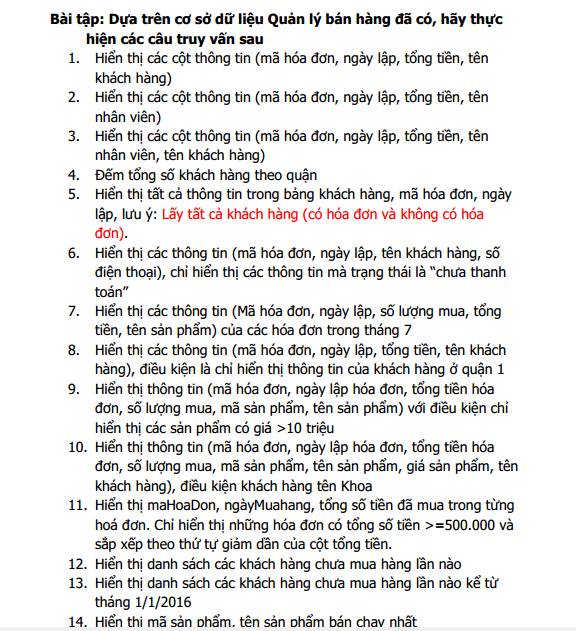 Bài tập: Dựa trên cơ sở dữ liệu Quản lý bán hàng đã có, hãy thực
hiện các câu truy vấn sau
1. Hiển thị các cột thông tin (mã hóa đơn, ngày lập, tổng tiền, tên
khách hàng)
2. Hiển thị các cột thông tin (mã hóa đơn, ngày lập, tổng tiền, tên
nhân viên)
3. Hiển thị các cột thông tin (mã hóa đơn, ngày lập, tổng tiền, tên
nhân viên, tên khách hàng)
4. Đếm tổng số khách hàng theo quận
5. Hiển thị tất cả thông tin trong bảng khách hàng, mã hóa đơn, ngày
lập, lưu ý: Lấy tất cả khách hàng (có hóa đơn và không có hóa
đơn).
6. Hiển thị các thông tin (mã hóa đơn, ngày lập, tên khách hàng, số
điện thoại), chỉ hiển thị các thông tin mà trạng thái là “chưa thanh
toán”
7. Hiển thị các thông tin (Mã hóa đơn, ngày lập, số lượng mua, tổng
tiền, tên sản phẩm) của các hóa đơn trong tháng 7
8. Hiển thị các thông tin (mã hóa đơn, ngày lập, tổng tiền, tên khách
hàng), điều kiện là chỉ hiển thị thông tin của khách hàng ở quận 1
9. Hiển thị thông tin (mã hóa đơn, ngày lập hóa đơn, tổng tiền hóa
đơn, số lượng mua, mã sản phẩm, tên sản phẩm) với điều kiện chỉ
hiển thị các sản phẩm có giá >10 triệu
10. Hiển thị thông tin (mã hóa đơn, ngày lập hóa đơn, tổng tiền hóa
đơn, số lượng mua, mã sản phẩm, tên sản phẩm, giá sản phẩm, tên
khách hàng), điều kiện khách hàng tên Khoa
11. Hiển thị maHoaDon, ngàyMuahang, tổng số tiền đã mua trong từng
hoá đơn. Chỉ hiển thị những hóa đơn có tổng số tiền >=500.000 và
sắp xếp theo thứ tự giảm dần của cột tổng tiền.
12. Hiển thị danh sách các khách hàng chưa mua hàng lần nào
13. Hiển thị danh sách các khách hàng chưa mua hàng lần nào kể từ
tháng 1/1/2016
14. Hiển thị mã sản phẩm, tên sản phẩm bán chạy nhất